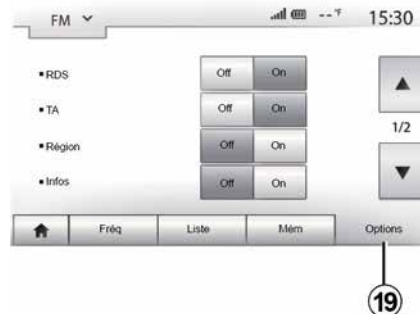 FM --°F 15:30
▪ RDS Off On
▪ TA Off On
1/2
▪ Région Off On
▪ Infos Off On
Fréq Liste Mém Options
19